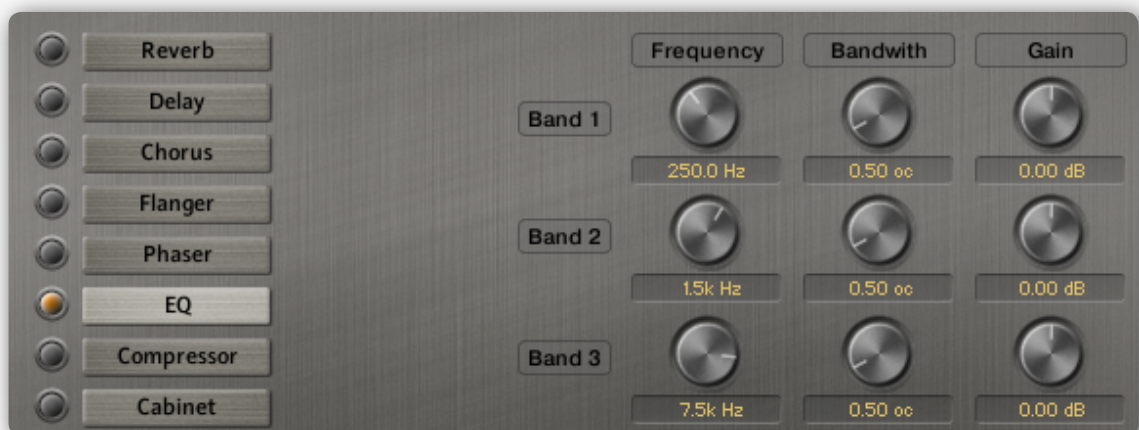 Reverb
Delay
Chorus
Flanger
Phaser
EQ
Compressor
Cabinet
Frequency Bandwith Gain
Band 1
250.0 Hz 0.50 oc 0.00 dB
Band 2
1.5k Hz 0.50 oc 0.00 dB
Band 3
7.5k Hz 0.50 oc 0.00 dB